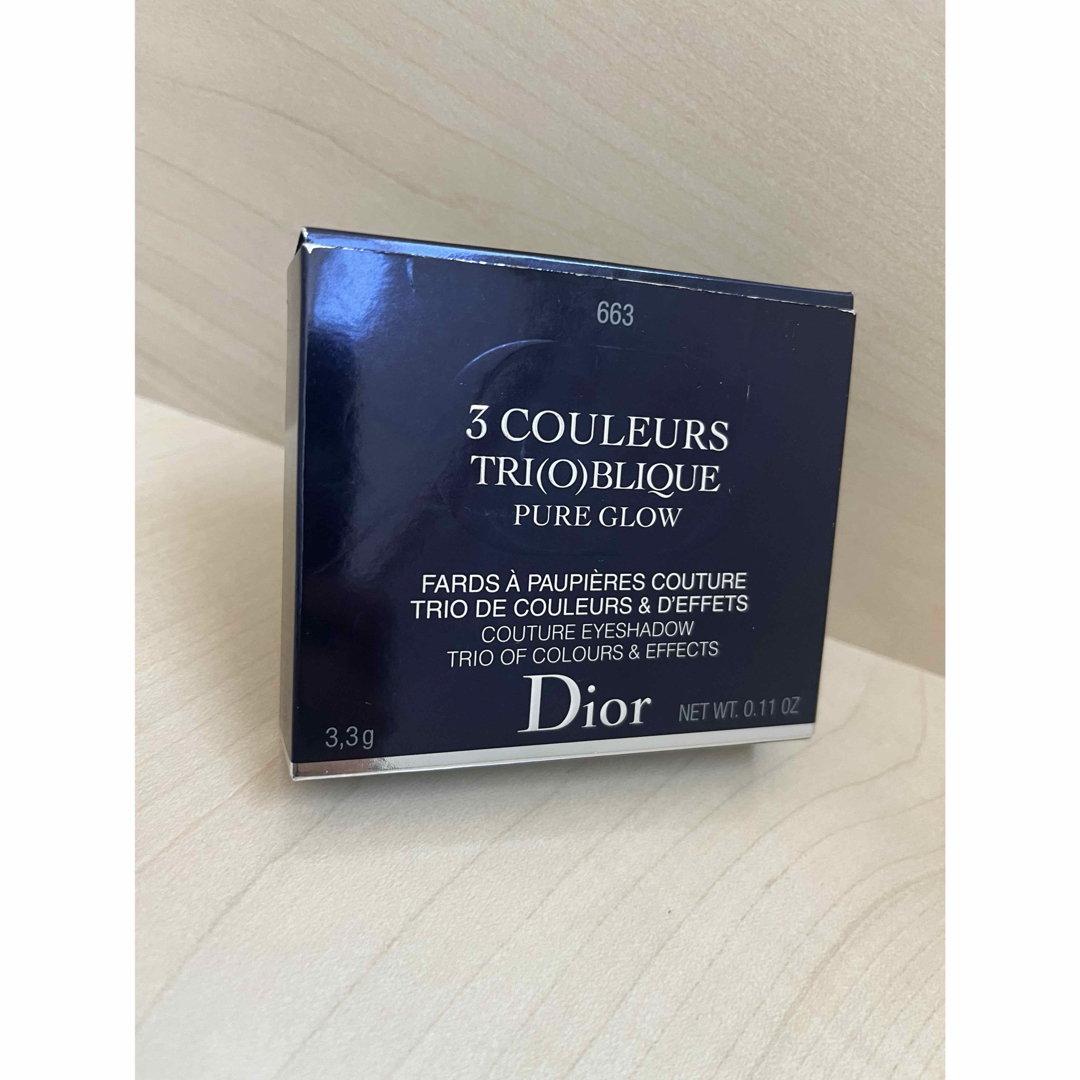 663
3 COULEURS
TRI(O)BLIQUE
PURE GLOW
FARDS À PAUPIÈRES COUTURE
TRIO DE COULEURS & D'EFFETS
COUTURE EYESHADOW
TRIO OF COLOURS & EFFECTS
Dior
3,3g
NET WT. 0.11 OZ